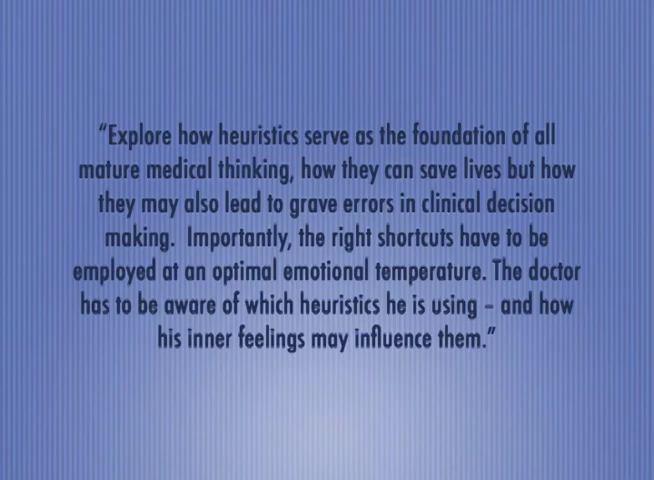 “Explore how heuristics serve as the foundation of all
mature medical thinking, how they can save lives but how
they may also lead to grave errors in clinical decision
making.  Importantly, the right shortcuts have to be
employed at an optimal emotional temperature. The doctor
has to be aware of which heuristics he is using – and how
his inner feelings may influence them.”